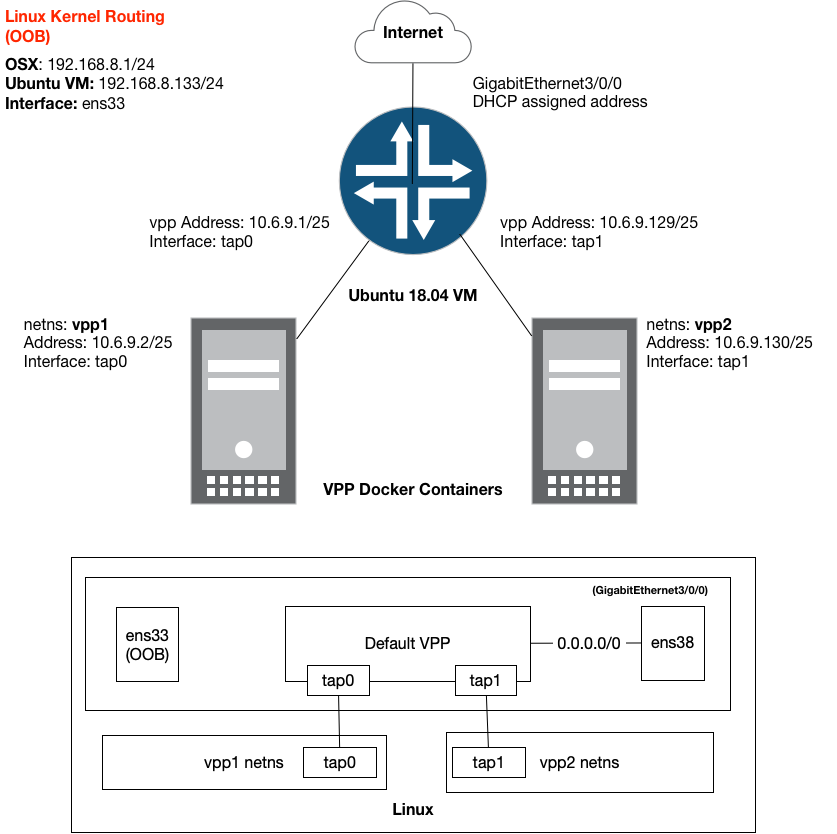 Linux Kernel Routing
(OOB)
OSX: 192.168.8.1/24
Ubuntu VM: 192.168.8.133/24
Interface: ens33
Internet
GigabitEthernet3/0/0
DHCP assigned address
vpp Address: 10.6.9.1/25
Interface: tap0
vpp Address: 10.6.9.129/25
Interface: tap1
Ubuntu 18.04 VM
netns: vpp1
Address: 10.6.9.2/25
Interface: tap0
netns: vpp2
Address: 10.6.9.130/25
Interface: tap1
VPP Docker Containers
(GigabitEthernet3/0/0)
ens33
(OOB)
Default VPP
0.0.0.0/0
ens38
tap0
tap1
vpp1 netns
tap0
tap1
vpp2 netns
Linux